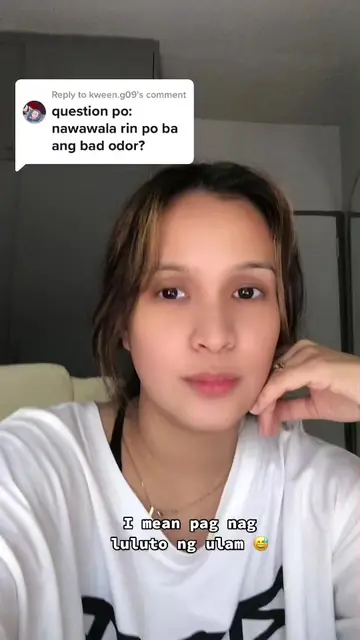 Reply to kween.g09's comment
question po:
nawawala rin po ba
ang bad odor?
I mean pag nag
luluto ng ulam 😅